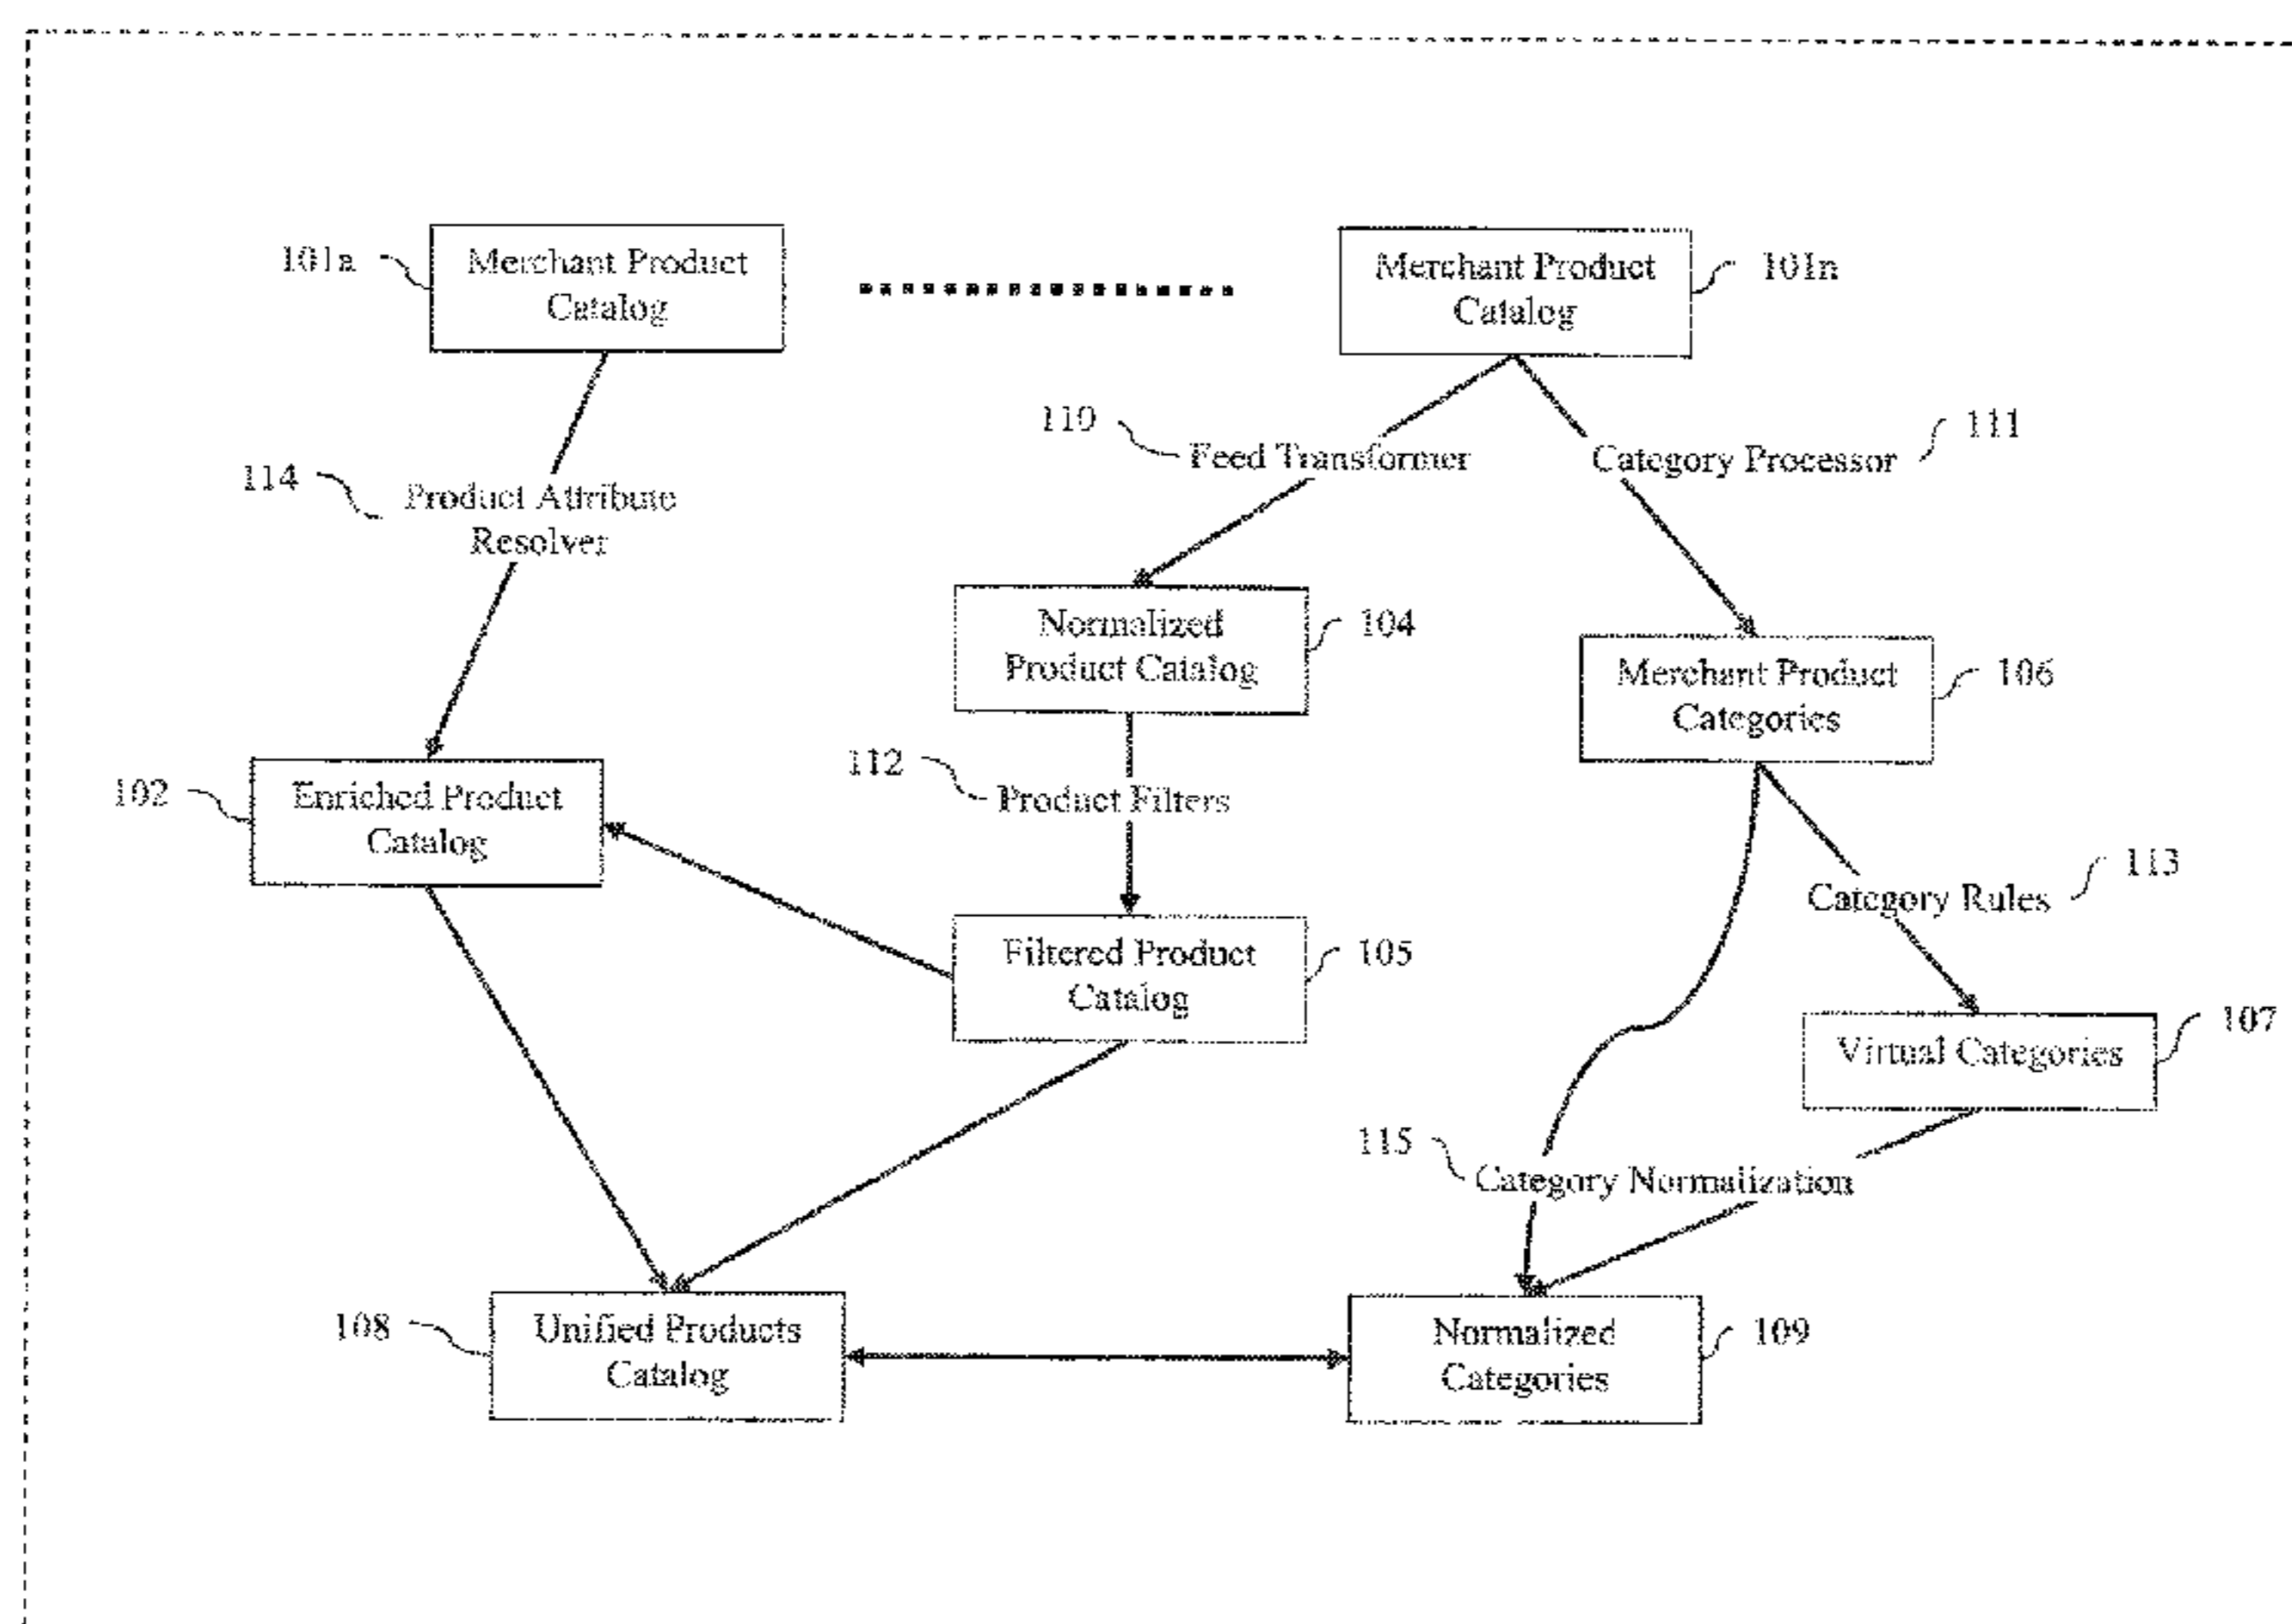 101a
Merchant Product
Catalog
Merchant Product
Catalog
101n
110
Feed Transformer
Category Processor
111
114
Product Attribute
Resolver
Normalized
Product Catalog
104
Merchant Product
Categories
106
112
Product Filters
102
Enriched Product
Catalog
Category Rules
113
Filtered Product
Catalog
105
Virtual Categories
107
115
Category Normalization
108
Unified Products
Catalog
Normalized
Categories
109